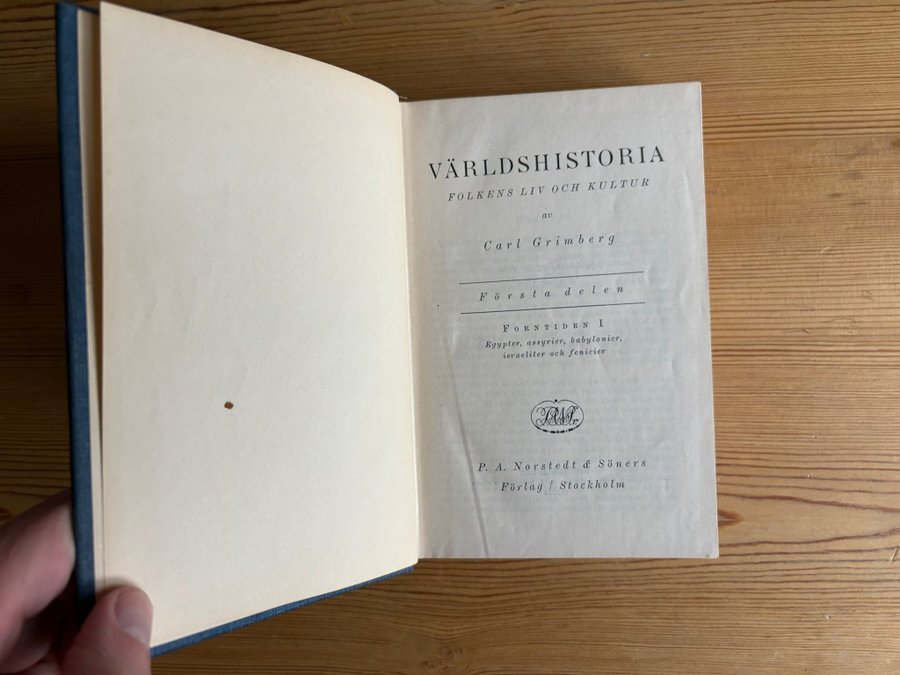 VÄRLDSHISTORIA
FOLKENS LIV OCH KULTUR
av
Carl Grimberg
Första delen
FORNTIDEN I
Egypter, assyrier, babylonier,
israeliter och fenicier
P. A. Norstedt & Söners
Förlag / Stockholm